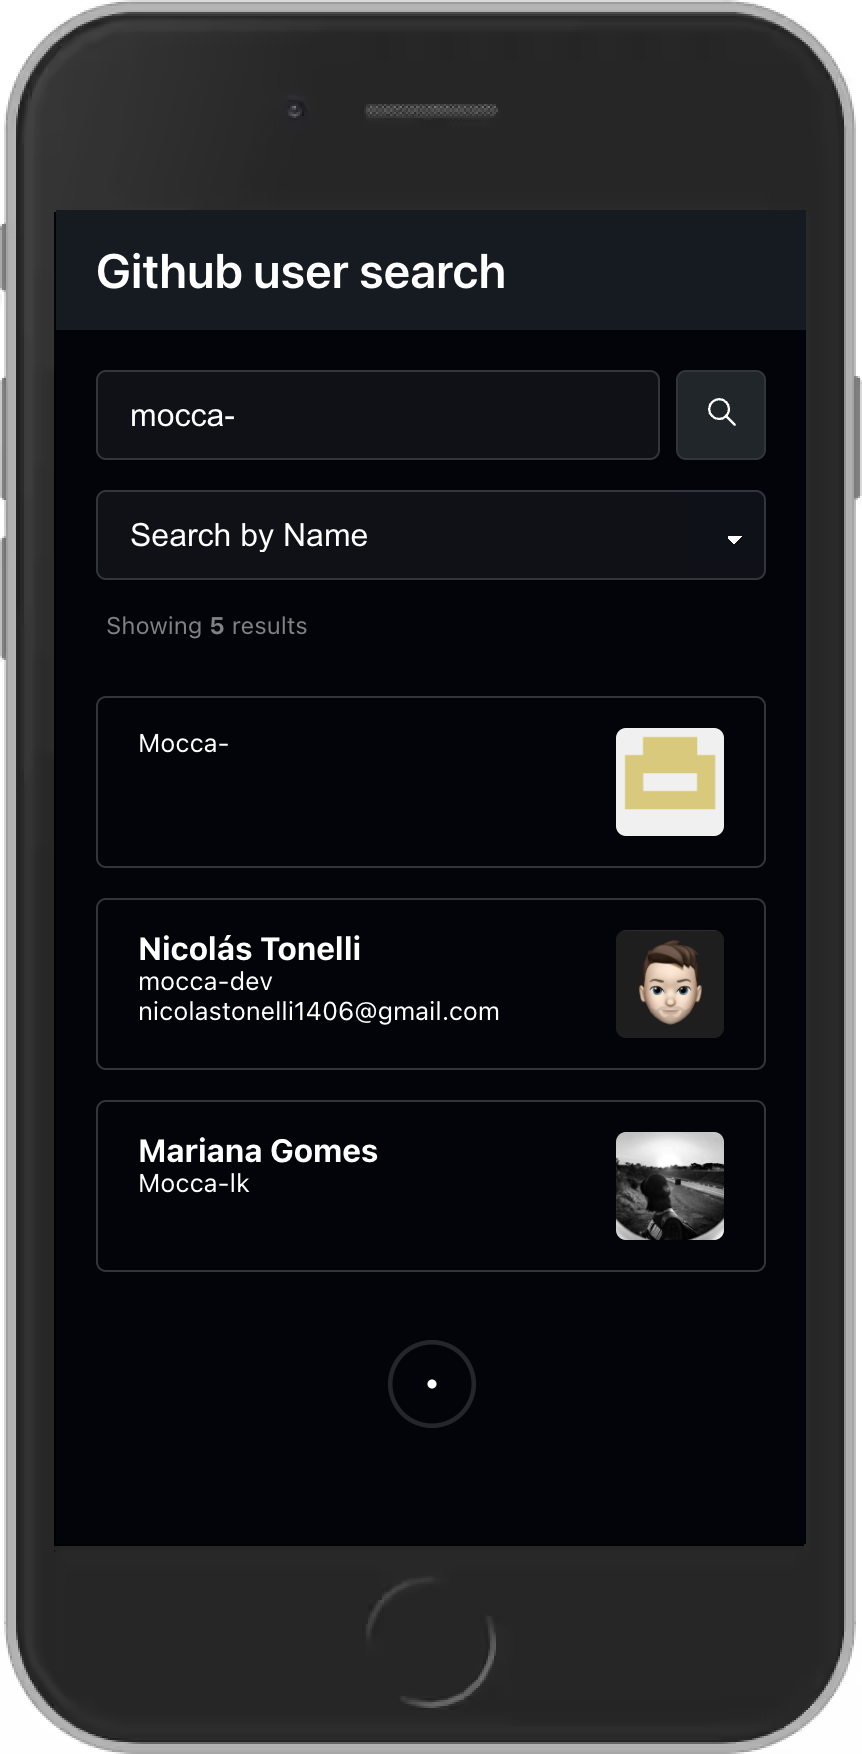 Github user search
mocca-
Search by Name
Showing 5 results
Mocca-
Nicolás Tonelli
mocca-dev
nicolastonelli1406@gmail.com
Mariana Gomes
Mocca-lk